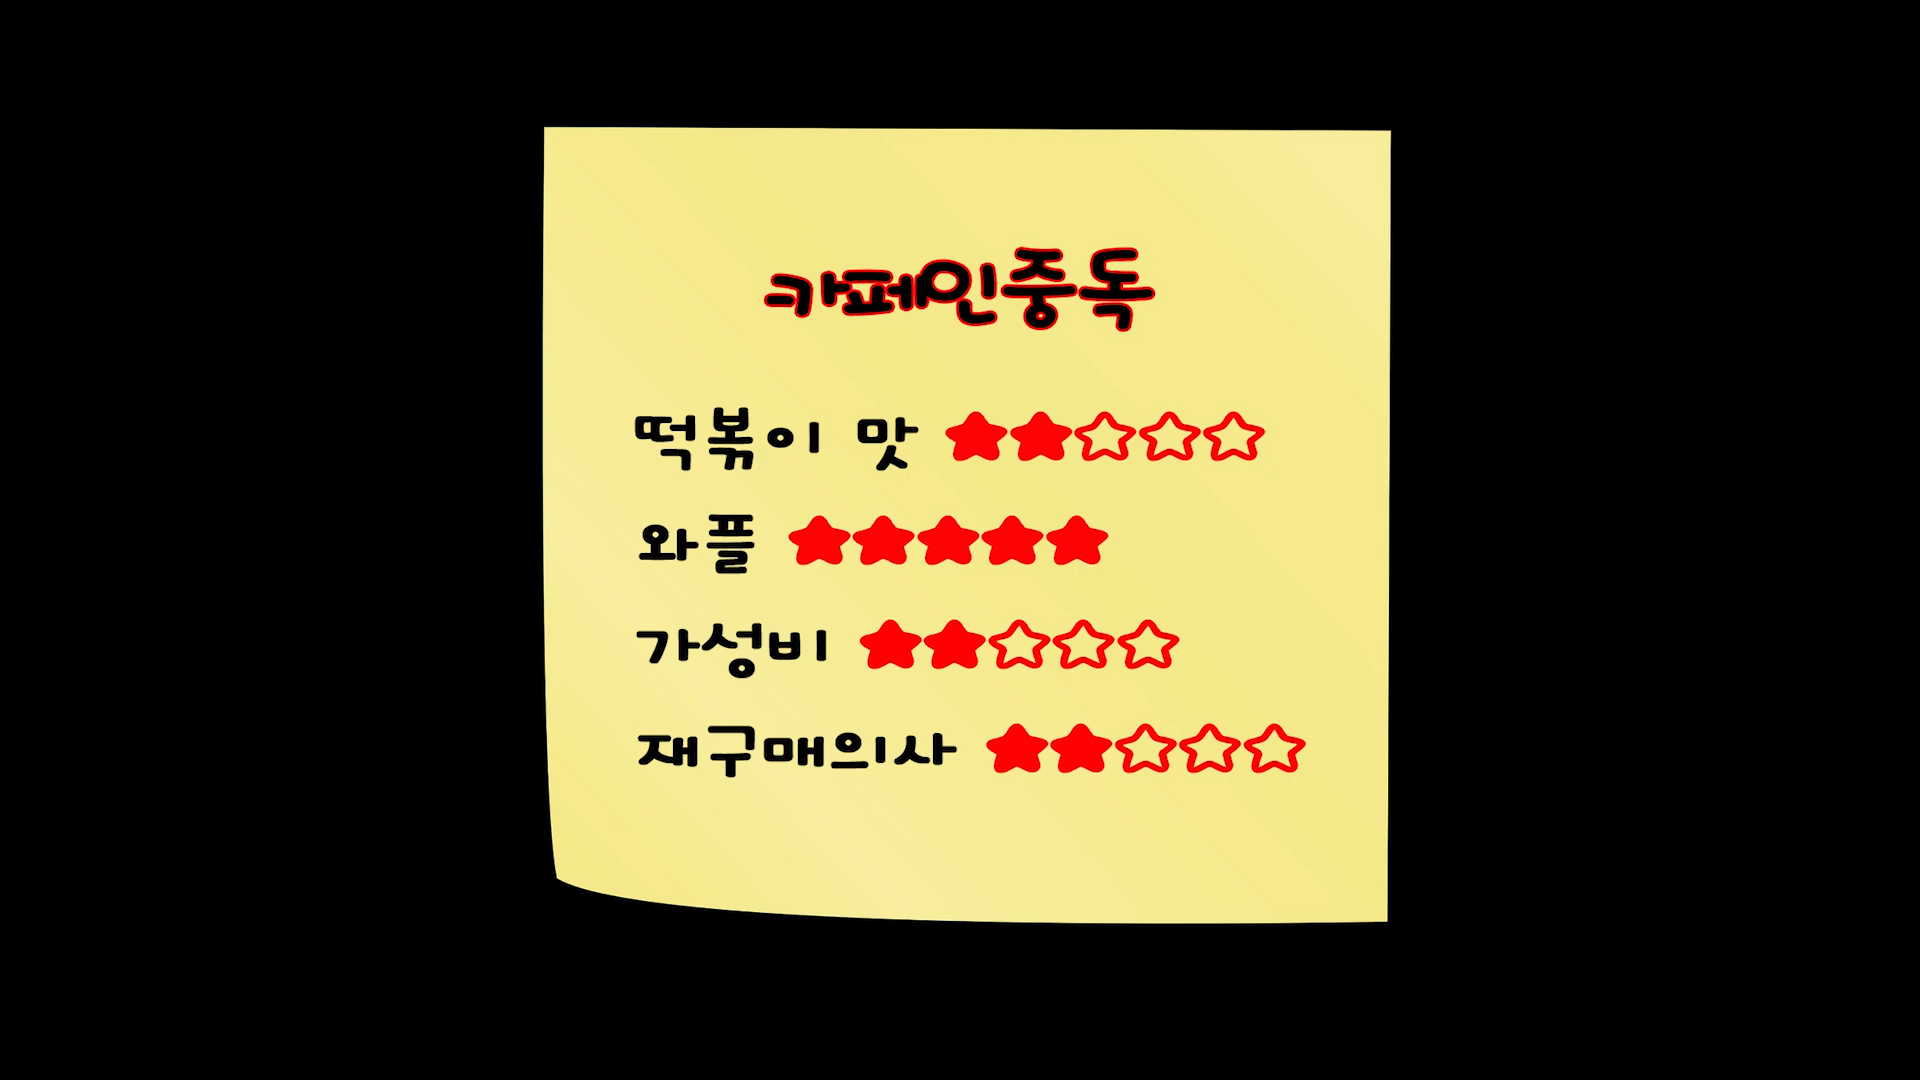 카페인중독
떡볶이 맛 ★★☆☆☆
와플 ★★★★★
가성비 ★★☆☆☆
재구매의사 ★★☆☆☆